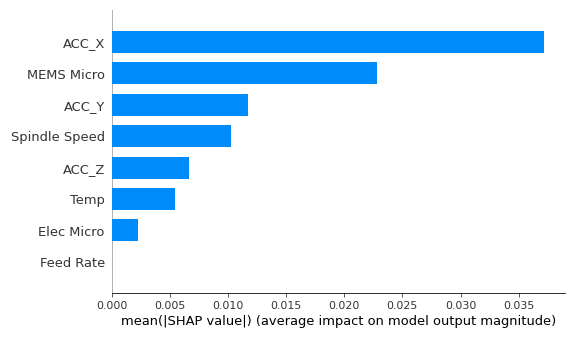 ACC_X
MEMS Micro
ACC_Y
Spindle Speed
ACC_Z
Temp
Elec Micro
Feed Rate
0.000 0.005 0.010 0.015 0.020 0.025 0.030 0.035
mean(|SHAP value|) (average impact on model output magnitude)